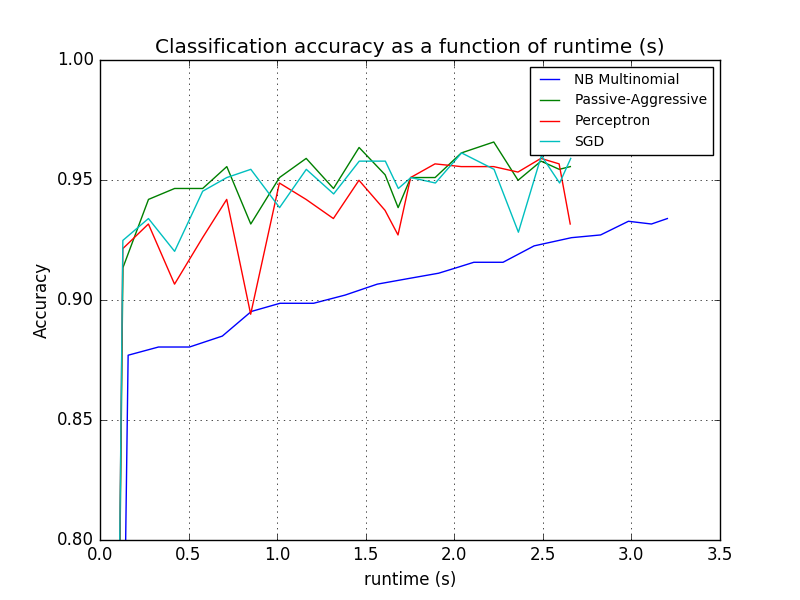 Classification accuracy as a function of runtime (s)
1.00
NB Multinomial
Passive-Aggressive
Perceptron
SGD
0.95
0.90
0.85
0.80
Accuracy
0.0 0.5 1.0 1.5 2.0 2.5 3.0 3.5
runtime (s)